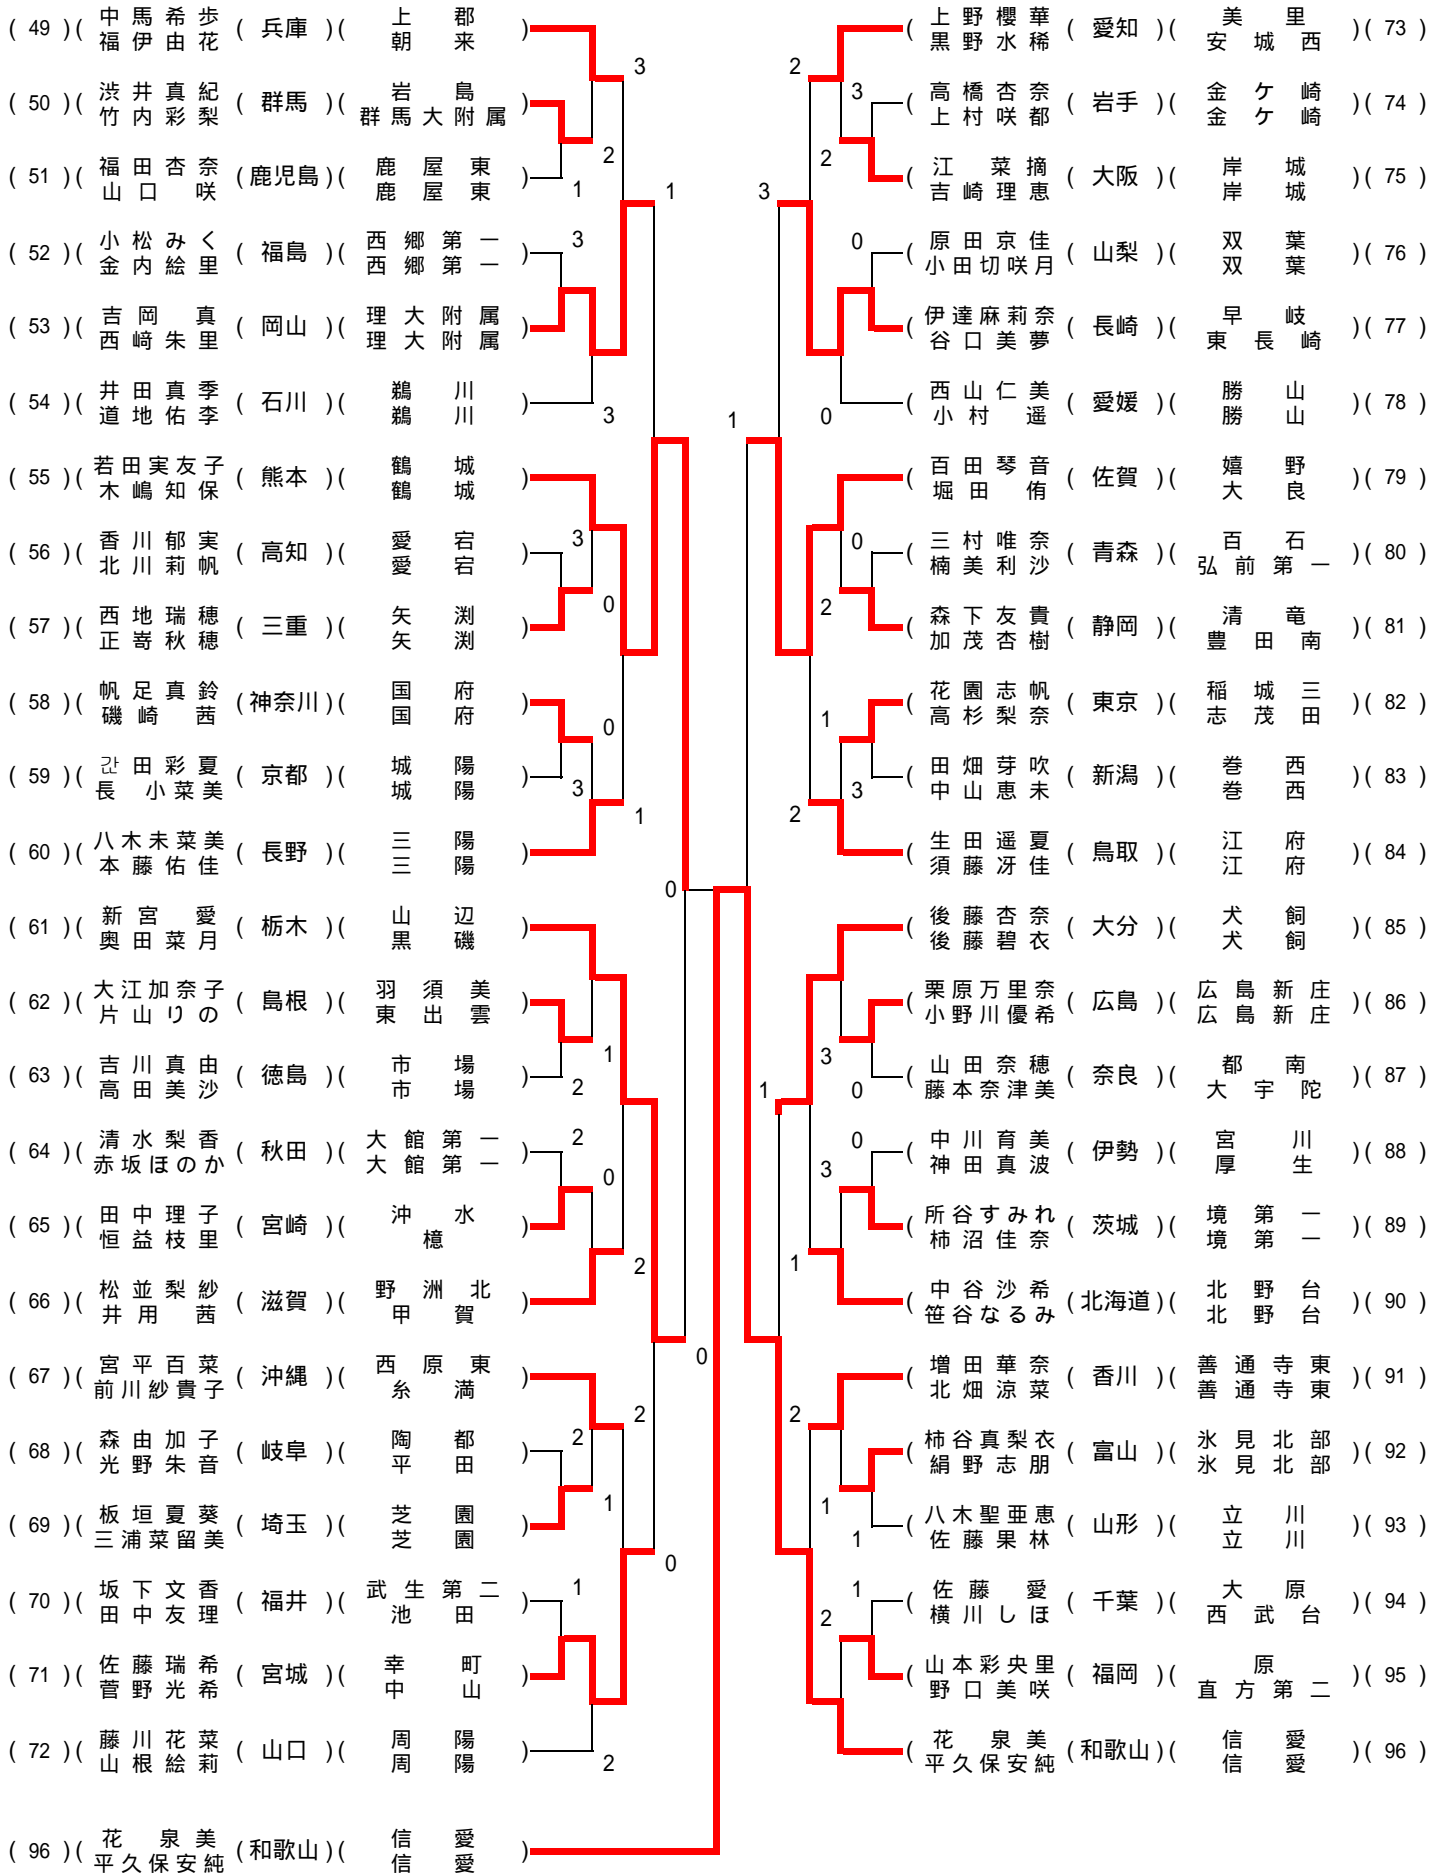 ( 49 )( 中馬希歩 ( 兵庫 )( 上郡 )
福伊由花 朝来
3
( 50 )( 渋井真紀 ( 群馬 )( 岩島 )
竹内彩梨 群馬大附属
2
( 51 )( 福田杏奈 ( 鹿児島 )( 鹿屋東 )
山口咲 鹿屋東
1
1
( 52 )( 小松みく ( 福島 )( 西郷第一 )
金内絵里 西郷第一
3
( 53 )( 吉岡真 ( 岡山 )( 理大附属 )
西﨑朱里 理大附属
( 54 )( 井田真季 ( 石川 )( 鵜川 )
道地佑李 鵜川
3
( 55 )( 若田実友子 ( 熊本 )( 鶴城 )
木嶋知保 鶴城
( 56 )( 香川郁実 ( 高知 )( 愛宕 )
北川莉帆 愛宕
3
0
( 57 )( 西地瑞穂 ( 三重 )( 矢渕 )
正嵜秋穂 矢渕
( 58 )( 帆足真鈴 ( 神奈川 )( 国府 )
磯崎茜 国府
0
( 59 )( 田彩夏 ( 京都 )( 城陽 )
長小菜美 城陽
3
1
( 60 )( 八木未菜美 ( 長野 )( 三陽 )
本藤佑佳 三陽
0
( 61 )( 新宮愛 ( 栃木 )( 山辺 )
奥田菜月 黒磯
( 62 )( 大江加奈子 ( 島根 )( 羽須美 )
片山りの 東出雲
1
( 63 )( 吉川真由 ( 徳島 )( 市場 )
高田美沙 市場
2
( 64 )( 清水梨香 ( 秋田 )( 大館第一 )
赤坂ほのか 大館第一
2
0
( 65 )( 田中理子 ( 宮崎 )( 沖水 )
恒益枝里 檍
2
( 66 )( 松並梨紗 ( 滋賀 )( 野洲北 )
井用茜 甲賀
0
( 67 )( 宮平百菜 ( 沖縄 )( 西原東 )
前川紗貴子 糸満
2
( 68 )( 森由加子 ( 岐阜 )( 陶都 )
光野朱音 平田
2
1
( 69 )( 板垣夏葵 ( 埼玉 )( 芝園 )
三浦菜留美 芝園
0
( 70 )( 坂下文香 ( 福井 )( 武生第二 )
田中友理 池田
1
( 71 )( 佐藤瑞希 ( 宮城 )( 幸町 )
菅野光希 中山
( 72 )( 藤川花菜 ( 山口 )( 周陽 )
山根絵莉 周陽
2
( 96 )( 花泉美 ( 和歌山 )( 信愛 )
平久保安純 信愛
( 上野櫻華 ( 愛知 )( 美里 )( 73 )
黒野水稀 安城西
2
( 高橋杏奈 ( 岩手 )( 金ケ崎 )( 74 )
上村咲都 金ケ崎
3
2
( 江菜摘 ( 大阪 )( 岸城 )( 75 )
吉崎理恵 岸城
3
( 原田京佳 ( 山梨 )( 双葉 )( 76 )
小田切咲月 双葉
0
( 伊達麻莉奈 ( 長崎 )( 早岐 )( 77 )
谷口美夢 東長崎
( 西山仁美 ( 愛媛 )( 勝山 )( 78 )
小村遥 勝山
0
1
( 百田琴音 ( 佐賀 )( 嬉野 )( 79 )
堀田侑 大良
( 三村唯奈 ( 青森 )( 百石 )( 80 )
楠美利沙 弘前第一
0
2
( 森下友貴 ( 静岡 )( 清竜 )( 81 )
加茂杏樹 豊田南
( 花園志帆 ( 東京 )( 稲城三 )( 82 )
高杉梨奈 志茂田
1
( 田畑芽吹 ( 新潟 )( 巻西 )( 83 )
中山恵未 巻西
3
2
( 生田遥夏 ( 鳥取 )( 江府 )( 84 )
須藤冴佳 江府
( 後藤杏奈 ( 大分 )( 犬飼 )( 85 )
後藤碧衣 犬飼
( 栗原万里奈 ( 広島 )( 広島新庄 )( 86 )
小野川優希 広島新庄
3
( 山田奈穂 ( 奈良 )( 都南 )( 87 )
藤本奈津美 大宇陀
0
1
( 中川育美 ( 伊勢 )( 宮川 )( 88 )
神田真波 厚生
0
3
( 所谷すみれ ( 茨城 )( 境第一 )( 89 )
柿沼佳奈 境第一
1
( 中谷沙希 ( 北海道 )( 北野台 )( 90 )
笹谷なるみ 北野台
( 増田華奈 ( 香川 )( 善通寺東 )( 91 )
北畑涼菜 善通寺東
2
( 柿谷真梨衣 ( 富山 )( 氷見北部 )( 92 )
絹野志朋 氷見北部
1
( 八木聖亜恵 ( 山形 )( 立川 )( 93 )
佐藤果林 立川
1
( 佐藤愛 ( 千葉 )( 大原 )( 94 )
横川しほ 西武台
1
2
( 山本彩央里 ( 福岡 )( 原 )( 95 )
野口美咲 直方第二
( 花泉美 ( 和歌山 )( 信愛 )( 96 )
平久保安純 信愛